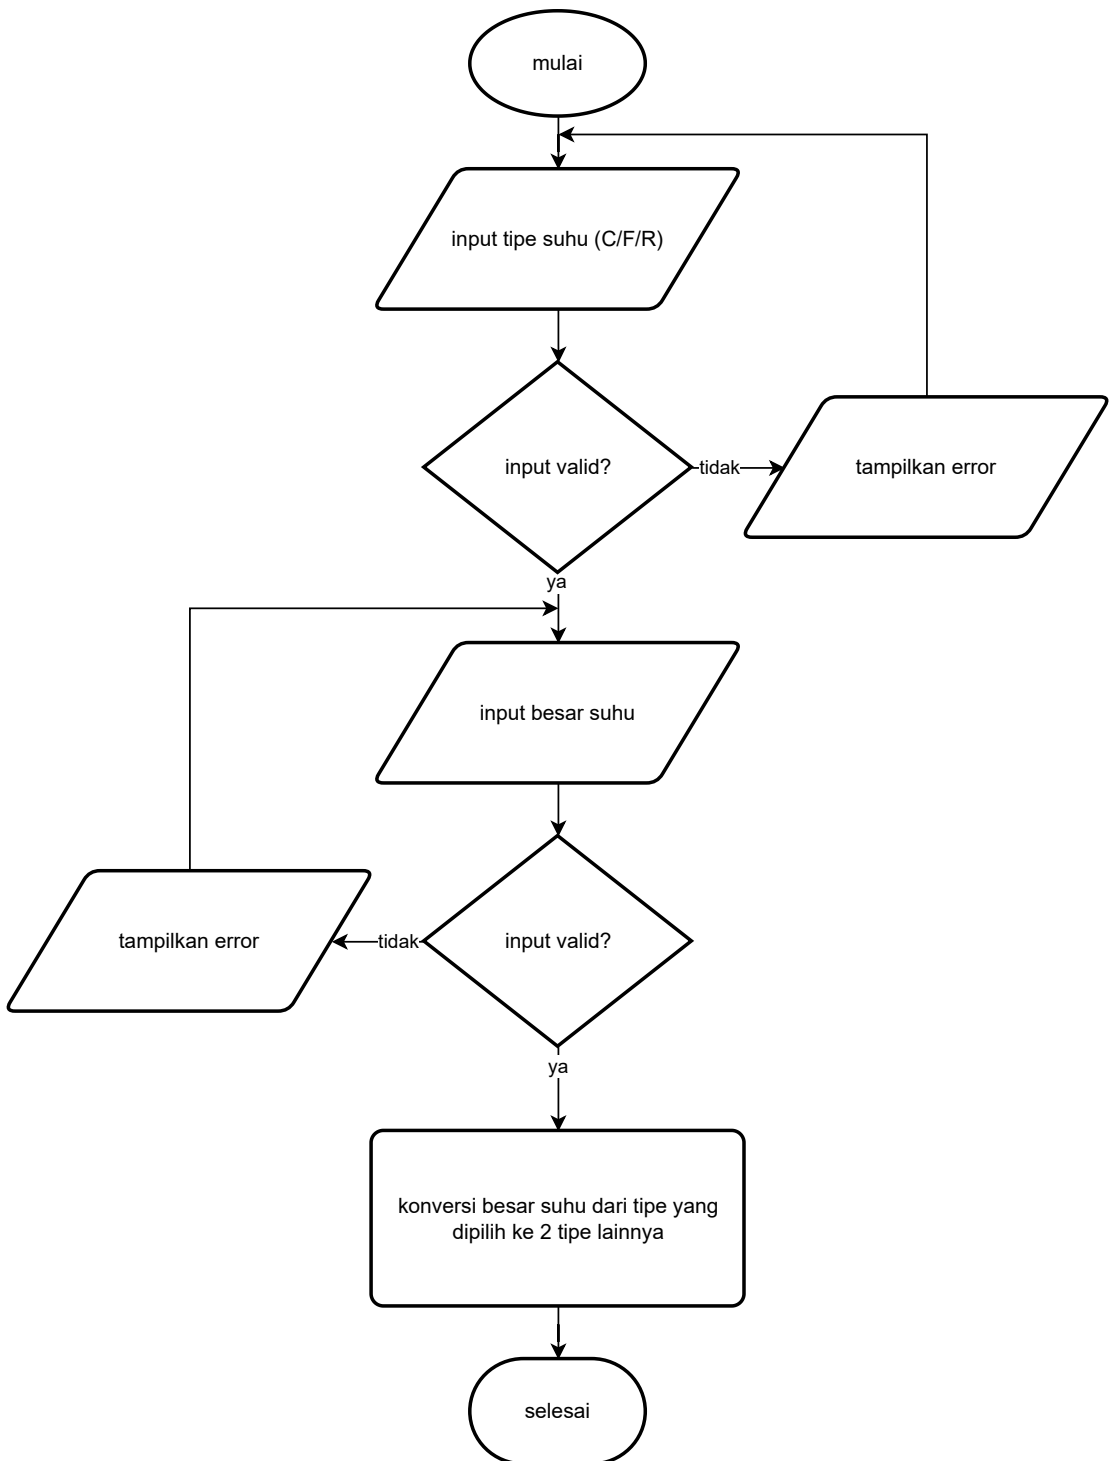 mulai
input tipe suhu (C/F/R)
input valid?
tidak
tampilkan error
ya
input besar suhu
tampilkan error
tidak
input valid?
ya
konversi besar suhu dari tipe yang
dipilih ke 2 tipe lainnya
selesai